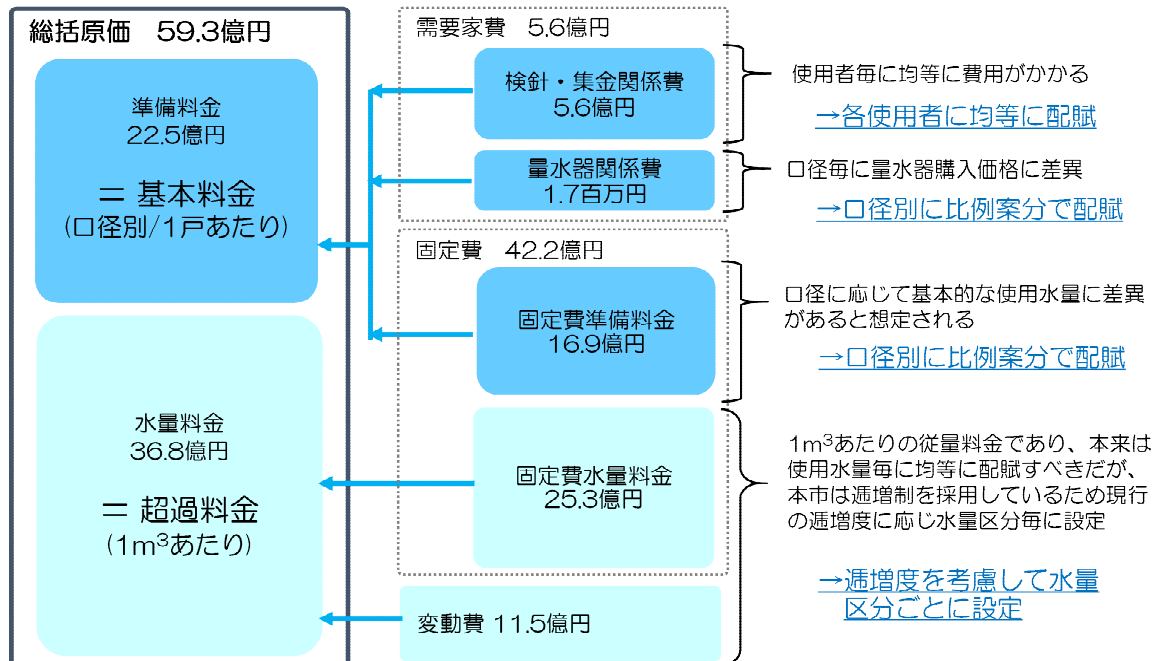 総括原価　59.3億円
準備料金
22.5億円
＝ 基本料金
(口径別/1戸あたり)
水量料金
36.8億円
＝ 超過料金
(1m³あたり)
需要家費　5.6億円
検針・集金関係費
5.6億円
量水器関係費
1.7百万円
固定費　42.2億円
固定費準備料金
16.9億円
固定費水量料金
25.3億円
変動費 11.5億円
使用者毎に均等に費用がかかる
→各使用者に均等に配賦
口径毎に量水器購入価格に差異
→口径別に比例案分で配賦
口径に応じて基本的な使用水量に差異
があると想定される
→口径別に比例案分で配賦
1m³あたりの従量料金であり、本来は
使用水量毎に均等に配賦すべきだが、
本市は逓増制を採用しているため現行
の逓増度に応じ水量区分毎に設定
→逓増度を考慮して水量
区分ごとに設定